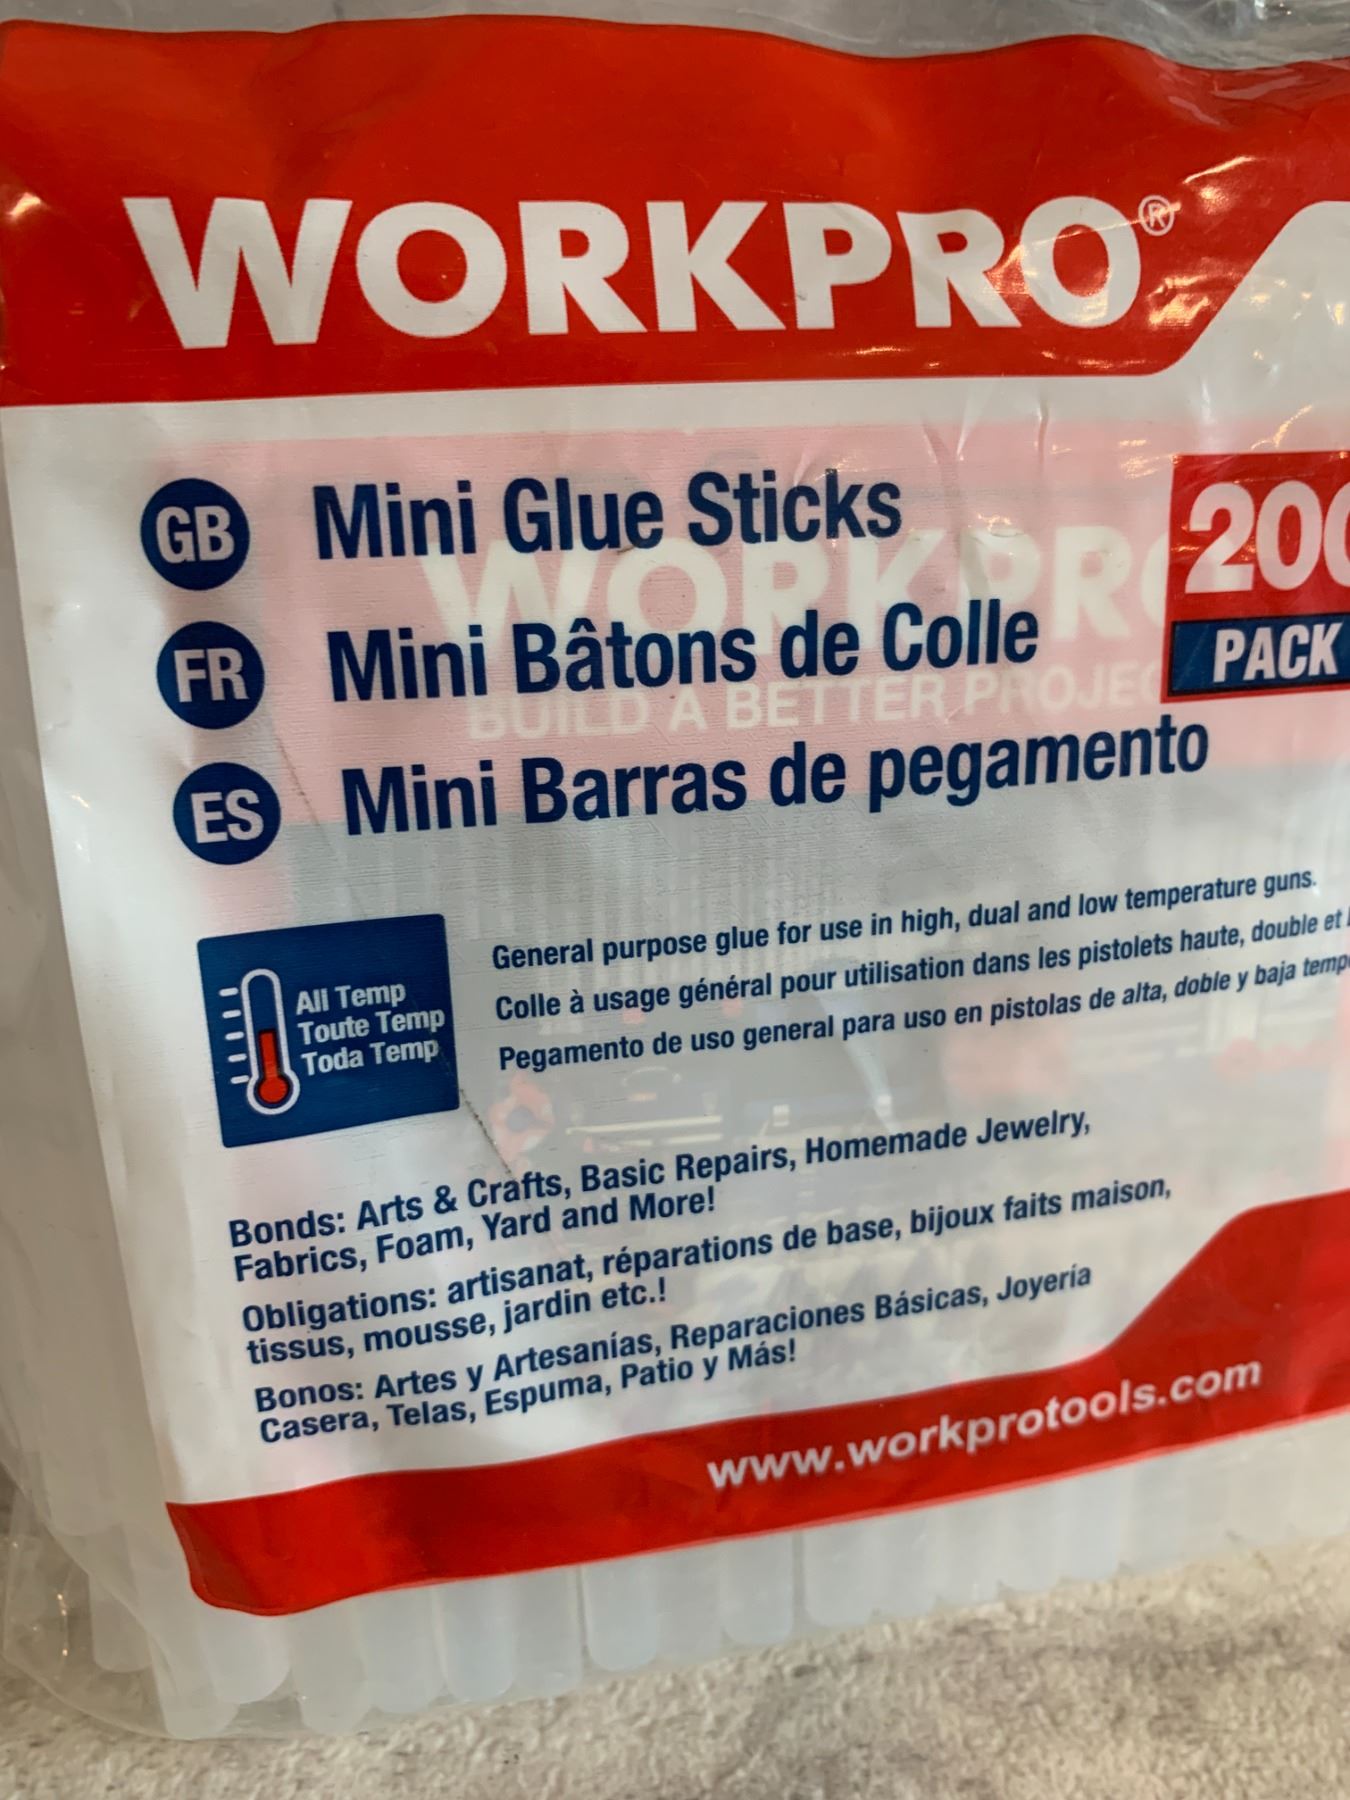 WORKPRO®
GB Mini Glue Sticks
200
PACK
FR Mini Bâtons de Colle
ES Mini Barras de pegamento
WORKPRO
BUILD A BETTER
All Temp
Toute Temp
Toda Temp
General purpose glue for use in high, dual and low temperature guns.
Colle à usage général pour utilisation dans les pistolets haute, double et
Pegamento de uso general para uso en pistolas de alta, doble y baja
Bonds: Arts & Crafts, Basic Repairs, Homemade Jewelry,
Fabrics, Foam, Yard and More!
Obligations: artisanat, réparations de base, bijoux faits maison,
tissus, mousse, jardin etc.!
Bonos: Artes y Artesanías, Reparaciones Básicas, Joyería
Casera, Telas, Espuma, Patio y Más!
www.workprotools.com